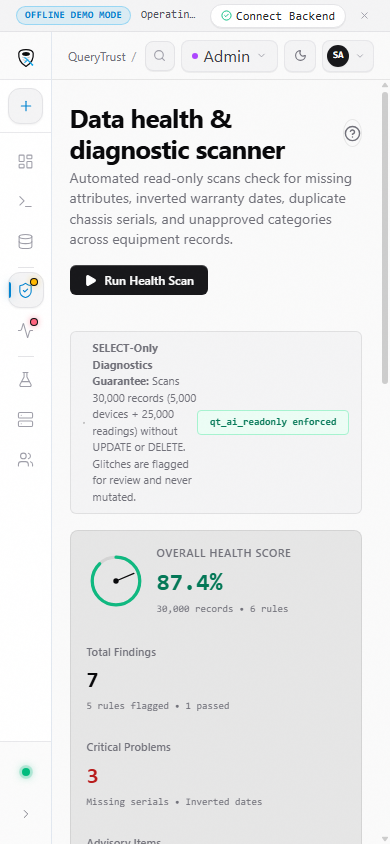 OFFLINE DEMO MODE Operatin… Connect Backend
QueryTrust / Admin SA
Data health &
diagnostic scanner
Automated read-only scans check for missing
attributes, inverted warranty dates, duplicate
chassis serials, and unapproved categories
across equipment records.
Run Health Scan
SELECT-Only
Diagnostics
Guarantee: Scans
30,000 records (5,000
devices + 25,000
readings) without
UPDATE or DELETE.
Glitches are flagged
for review and never
mutated.
qt_ai_readonly enforced
OVERALL HEALTH SCORE
87.4%
30,000 records • 6 rules
Total Findings
7
5 rules flagged • 1 passed
Critical Problems
3
Missing serials • Inverted dates
Advisory Items